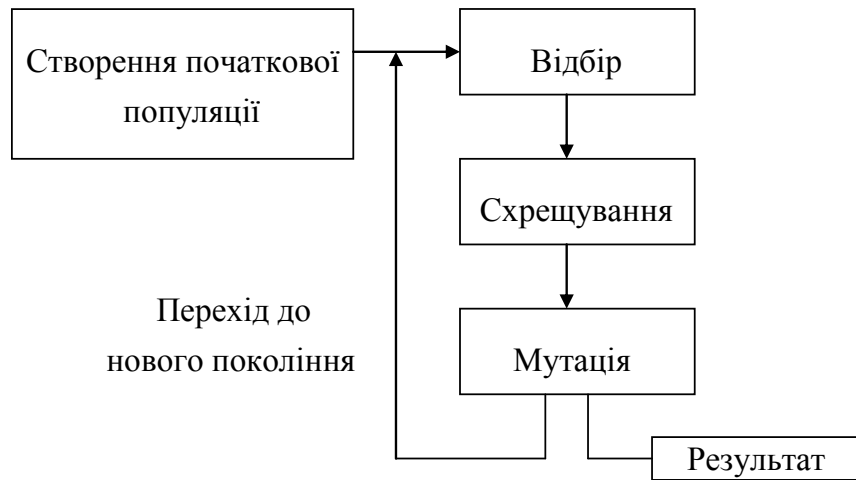 Створення початкової
популяції
Відбір
Схрещування
Перехід до
нового покоління
Мутація
Результат